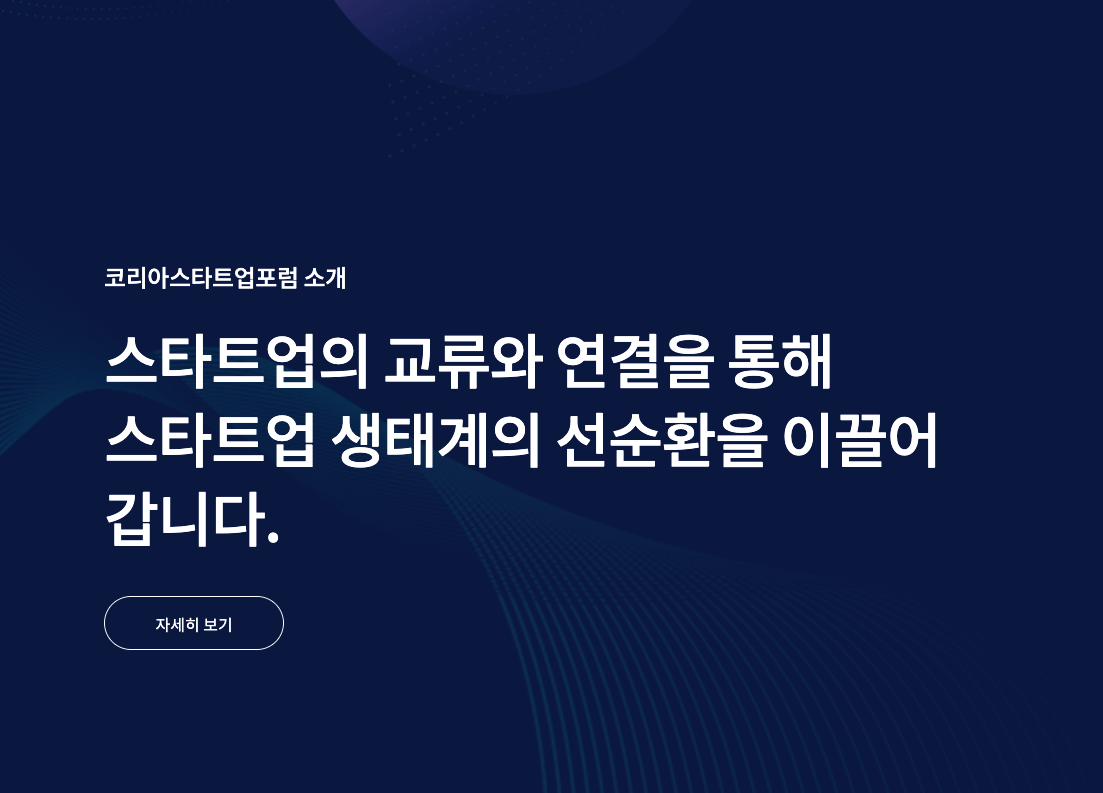 코리아스타트업포럼 소개
스타트업의 교류와 연결을 통해
스타트업 생태계의 선순환을 이끌어
갑니다.
자세히 보기